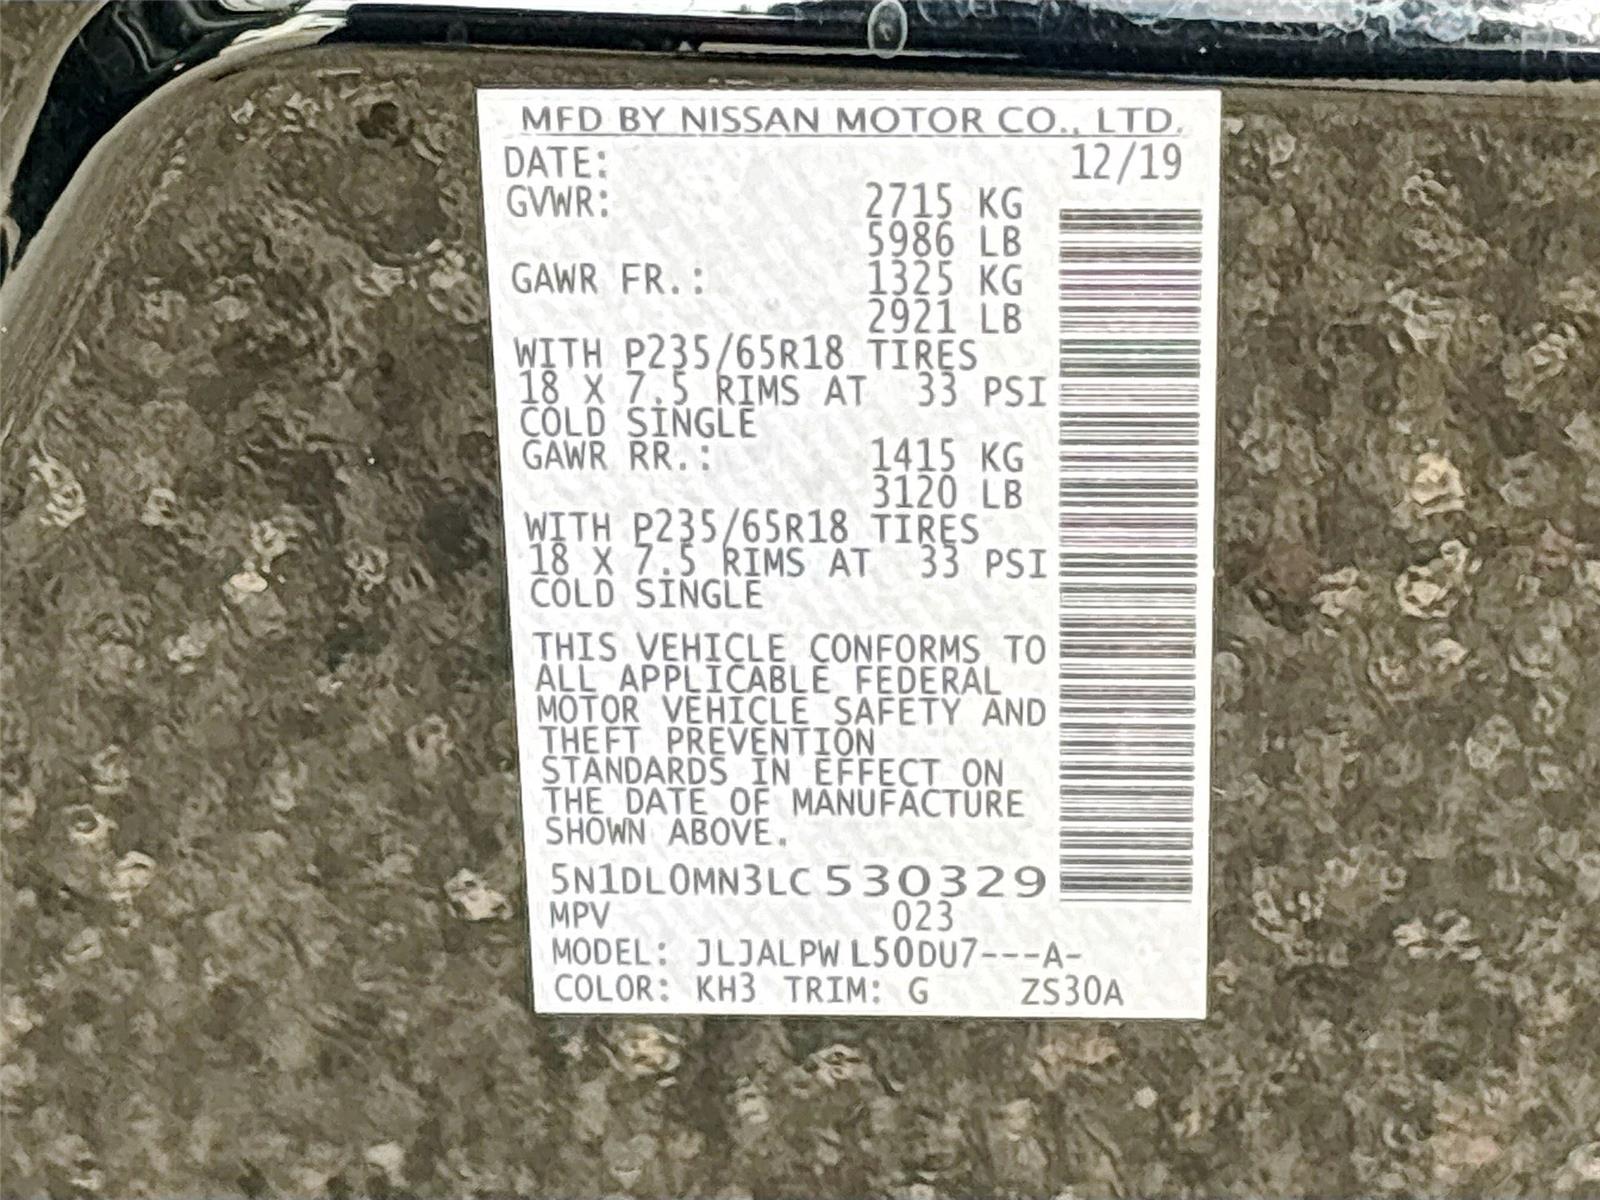 MFD BY NISSAN MOTOR CO., LTD.
DATE: 12/19
GVWR: 2715 KG
5986 LB
GAWR FR.: 1325 KG
2921 LB
WITH P235/65R18 TIRES
18 X 7.5 RIMS AT 33 PSI
COLD SINGLE
GAWR RR.: 1415 KG
3120 LB
WITH P235/65R18 TIRES
18 X 7.5 RIMS AT 33 PSI
COLD SINGLE
THIS VEHICLE CONFORMS TO
ALL APPLICABLE FEDERAL
MOTOR VEHICLE SAFETY AND
THEFT PREVENTION
STANDARDS IN EFFECT ON
THE DATE OF MANUFACTURE
SHOWN ABOVE.
5N1DL0MN3LC 530329
MPV 023
MODEL: JLJALPW L50DU7---A-
COLOR: KH3 TRIM: G ZS30A